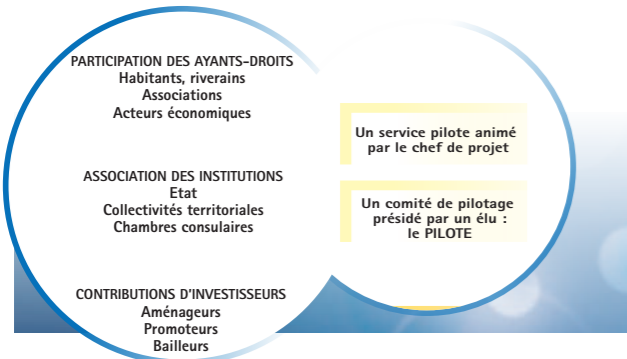 PARTICIPATION DES AYANTS-DROITS
Habitants, riverains
Associations
Acteurs économiques
ASSOCIATION DES INSTITUTIONS
Etat
Collectivités territoriales
Chambres consulaires
CONTRIBUTIONS D'INVESTISSEURS
Aménageurs
Promoteurs
Bailleurs
Un service pilote animé
par le chef de projet
Un comité de pilotage
présidé par un élu :
le PILOTE